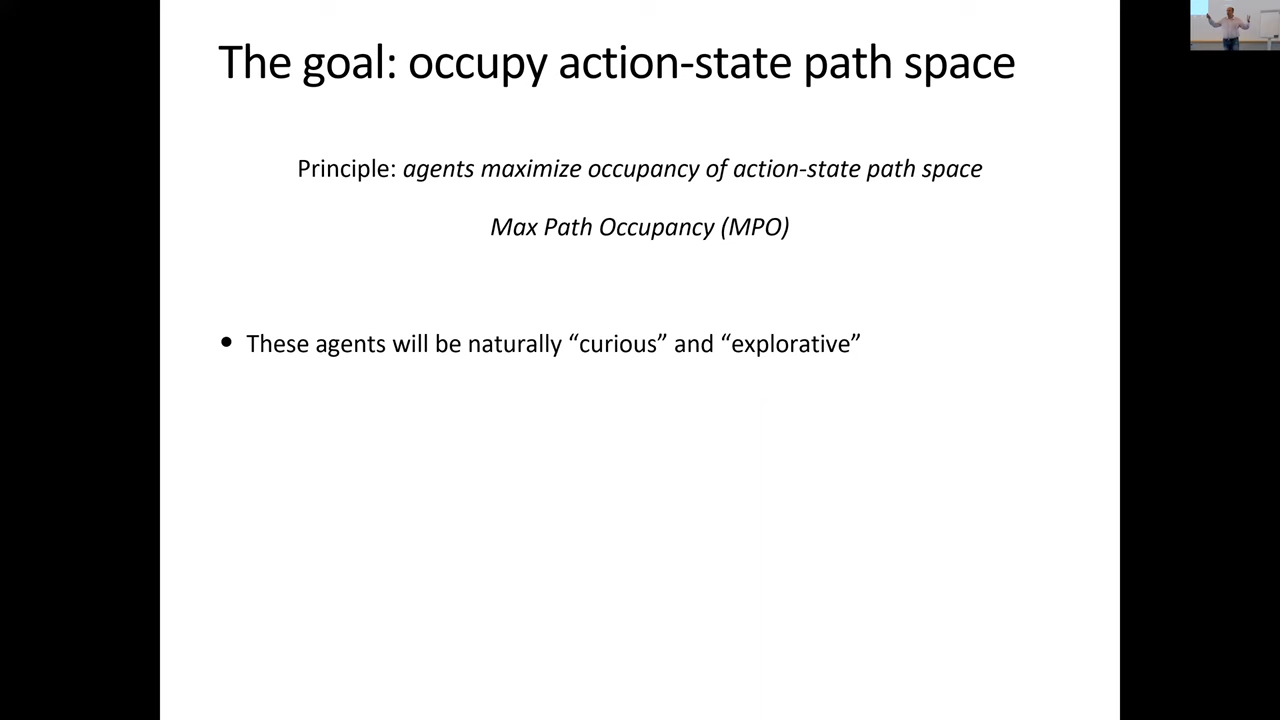 The goal: occupy action-state path space
Principle: agents maximize occupancy of action-state path space
Max Path Occupancy (MPO)
• These agents will be naturally “curious” and “explorative”